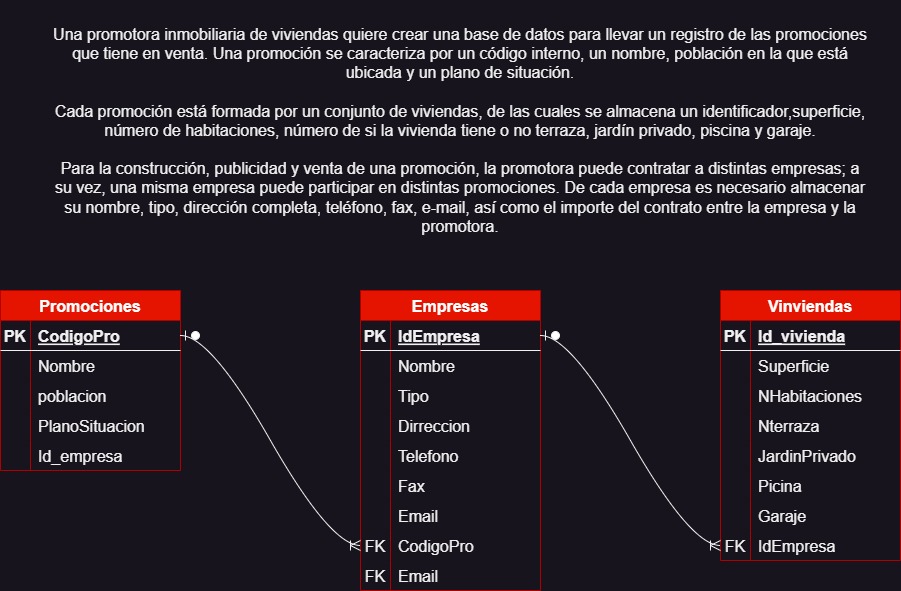 Una promotora inmobiliaria de viviendas quiere crear una base de datos para llevar un registro de las promociones
que tiene en venta. Una promoción se caracteriza por un código interno, un nombre, población en la que está
ubicada y un plano de situación.
Cada promoción está formada por un conjunto de viviendas, de las cuales se almacena un identificador,superficie,
número de habitaciones, número de si la vivienda tiene o no terraza, jardín privado, piscina y garaje.
Para la construcción, publicidad y venta de una promoción, la promotora puede contratar a distintas empresas; a
su vez, una misma empresa puede participar en distintas promociones. De cada empresa es necesario almacenar
su nombre, tipo, dirección completa, teléfono, fax, e-mail, así como el importe del contrato entre la empresa y la
promotora.
Promociones
PK CodigoPro
Nombre
poblacion
PlanoSituacion
Id_empresa
Empresas
PK IdEmpresa
Nombre
Tipo
Dirreccion
Telefono
Fax
Email
FK CodigoPro
FK Email
Vinviendas
PK Id_vivienda
Superficie
NHabitaciones
Nterraza
JardinPrivado
Picina
Garaje
FK IdEmpresa